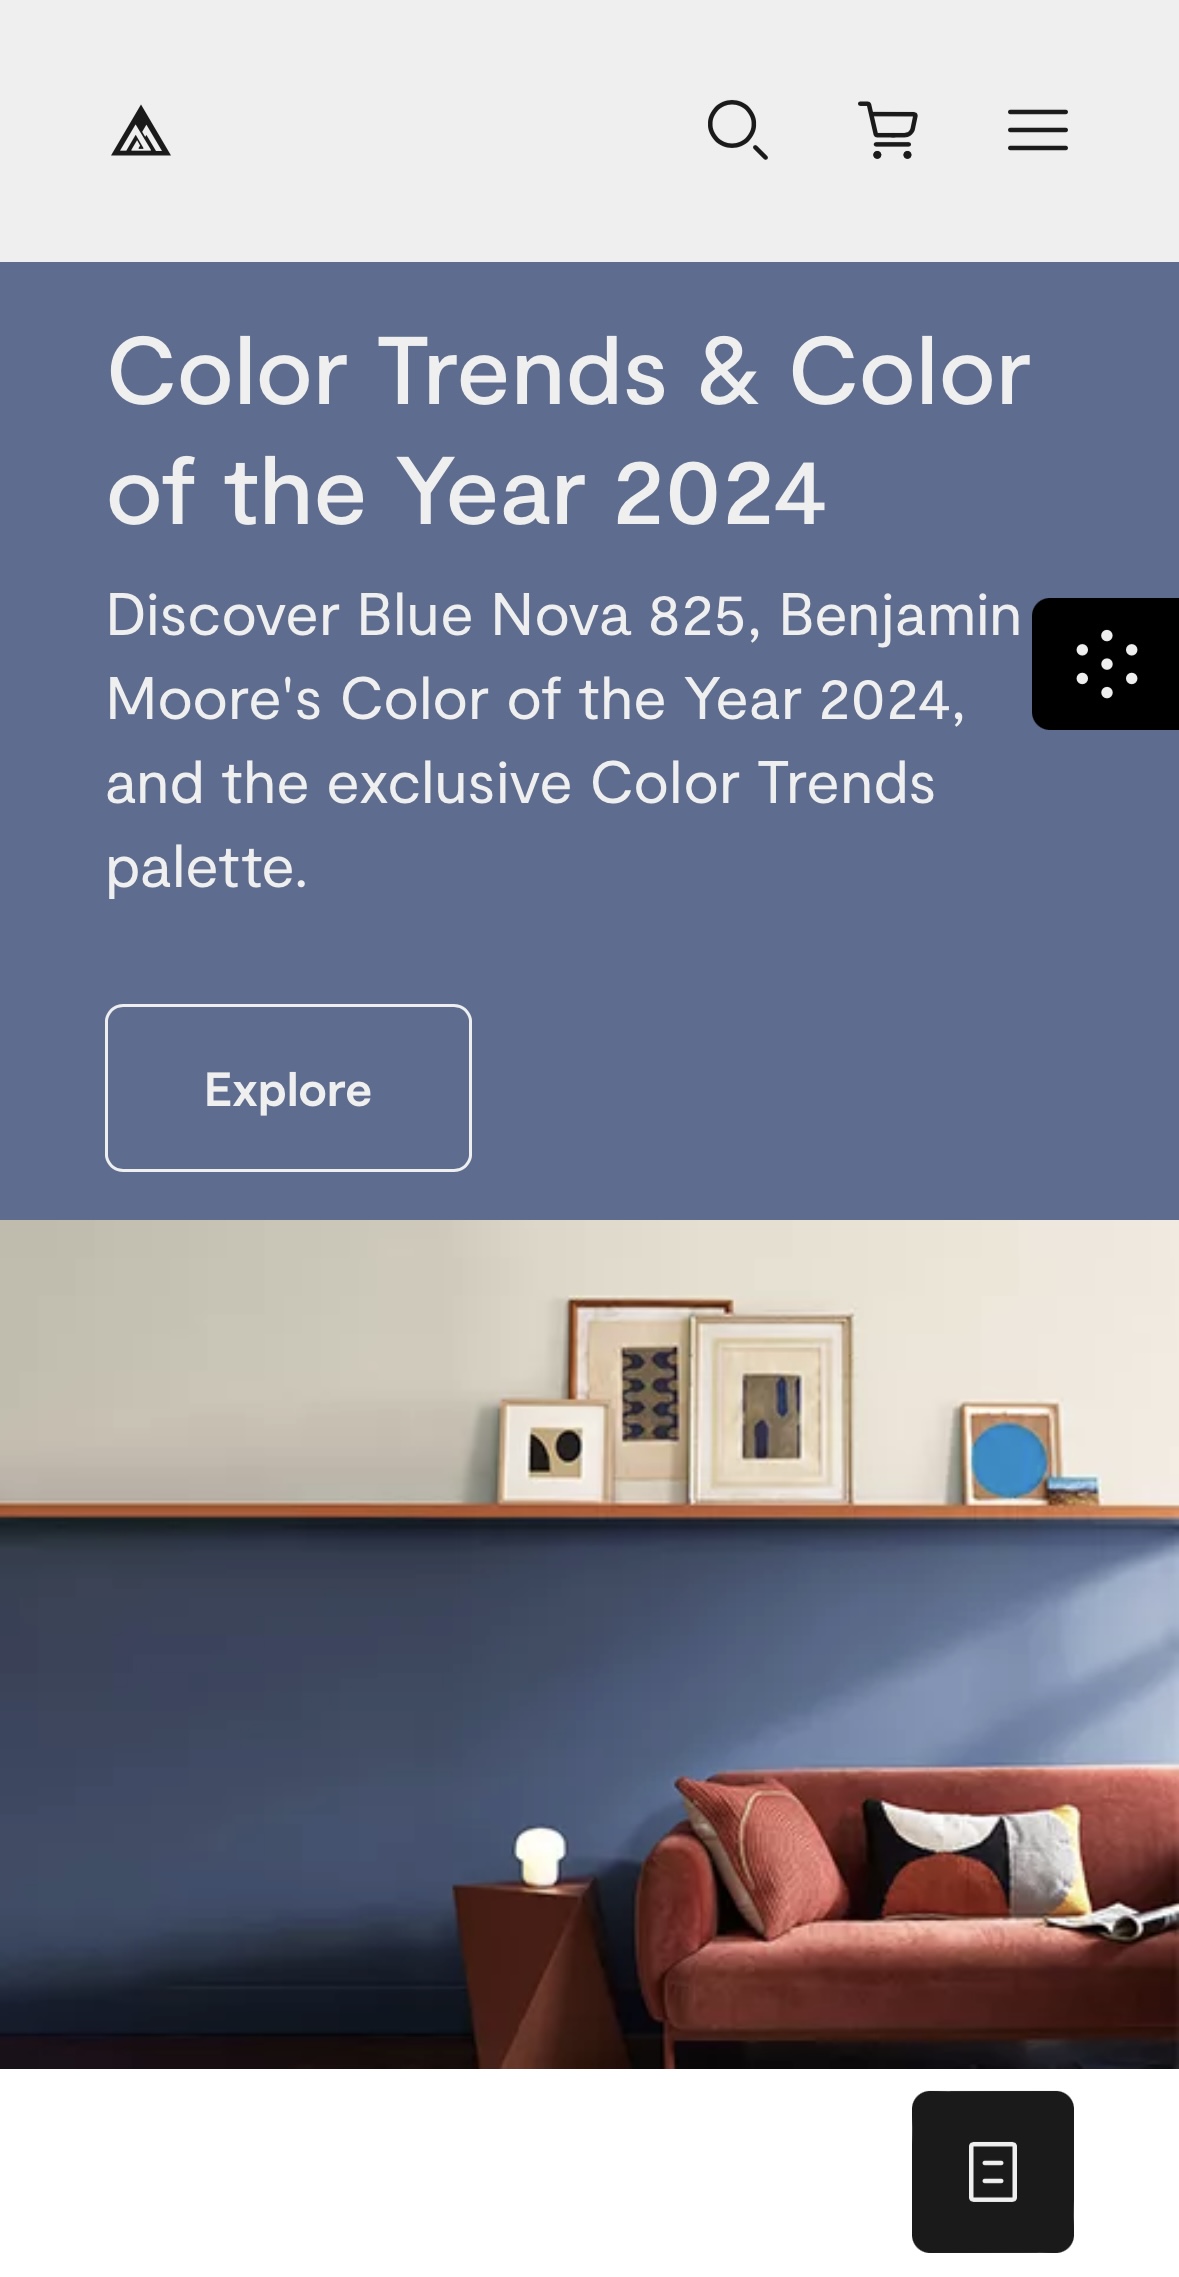 Color Trends & Color
of the Year 2024
Discover Blue Nova 825, Benjamin
Moore's Color of the Year 2024,
and the exclusive Color Trends
palette.
Explore